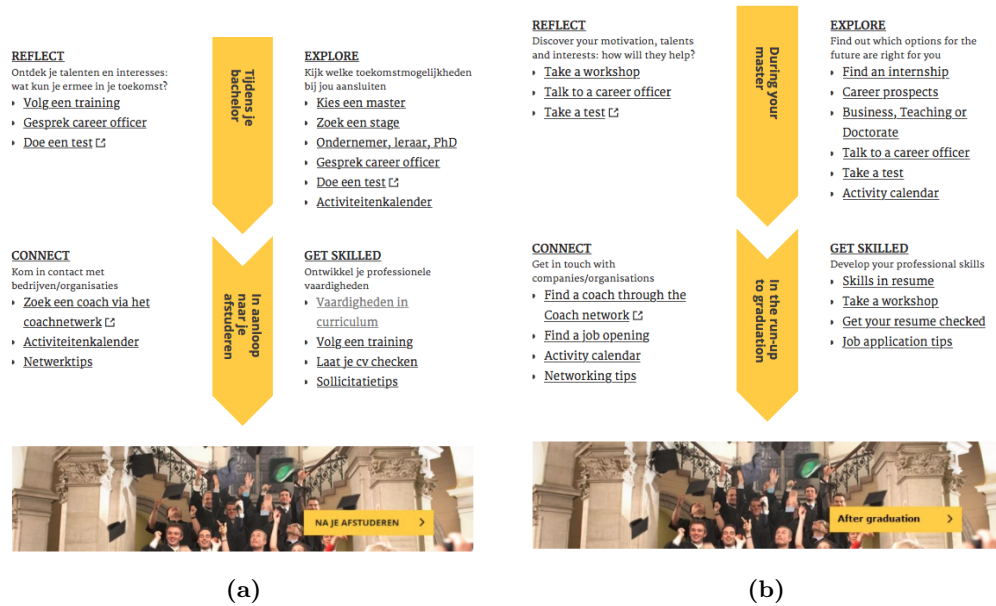 REFLECT
Ontdek je talenten en interesses:
wat kun je ermee in je toekomst?
Volg een training
Gesprek career officer
Doe een test
Tijdens je
bachelor
EXPLORE
Kijk welke toekomstmogelijkheden
bij jou aansluiten
Kies een master
Zoek een stage
Ondernemer, leraar, PhD
Gesprek career officer
Doe een test
Activiteitenkalender
CONNECT
Kom in contact met
bedrijven/organisaties
Zoek een coach via het
coachnetwerk
Activiteitenkalender
Netwerktips
In aanloop
naar je
afstuderen
GET SKILLED
Ontwikkel je professionele
vaardigheden
Vaardigheden in
curriculum
Volg een training
Laat je cv checken
Sollicitatietips
NA JE AFSTUDEREN
(a)
REFLECT
Discover your motivation, talents
and interests: how will they help?
Take a workshop
Talk to a career officer
Take a test
During your
master
EXPLORE
Find out which options for the
future are right for you
Find an internship
Career prospects
Business, Teaching or
Doctorate
Talk to a career officer
Take a test
Activity calendar
CONNECT
Get in touch with
companies/organisations
Find a coach through the
Coach network
Find a job opening
Activity calendar
Networking tips
In the run-up
to graduation
GET SKILLED
Develop your professional skills
Skills in resume
Take a workshop
Get your resume checked
Job application tips
After graduation
(b)